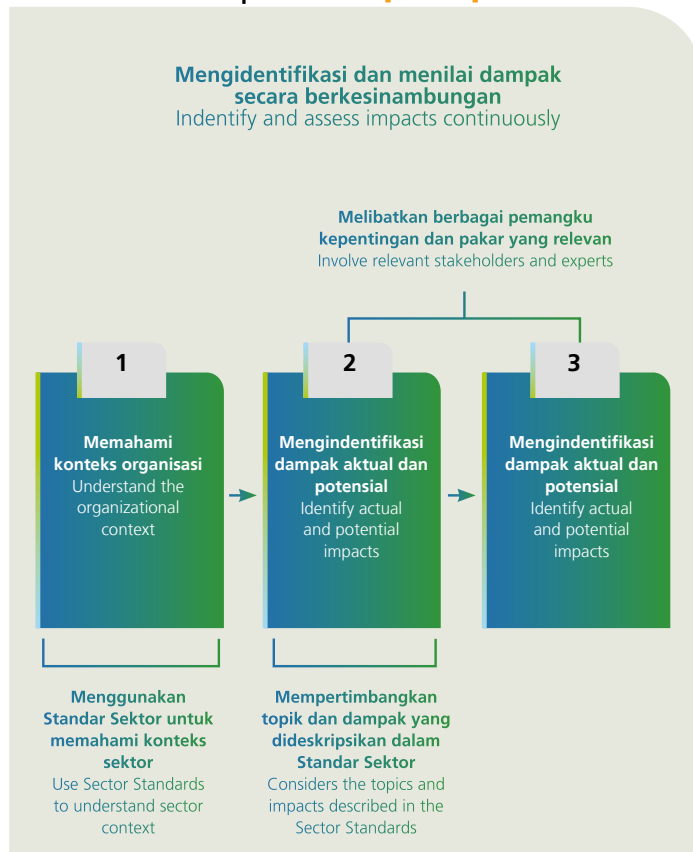 Mengidentifikasi dan menilai dampak
secara berkesinambungan
Indentify and assess impacts continuously
Melibatkan berbagai pemangku
kepentingan dan pakar yang relevan
Involve relevant stakeholders and experts
1
Memahami
konteks organisasi
Understand the
organizational
context
2
Mengindentifikasi
dampak aktual dan
potensial
Identify actual
and potential
impacts
3
Mengindentifikasi
dampak aktual dan
potensial
Identify actual
and potential
impacts
Menggunakan
Standar Sektor untuk
memahami konteks
sektor
Use Sector Standards
to understand sector
context
Mempertimbangkan
topik dan dampak yang
dideskripsikan dalam
Standar Sektor
Considers the topics and
impacts described in the
Sector Standards